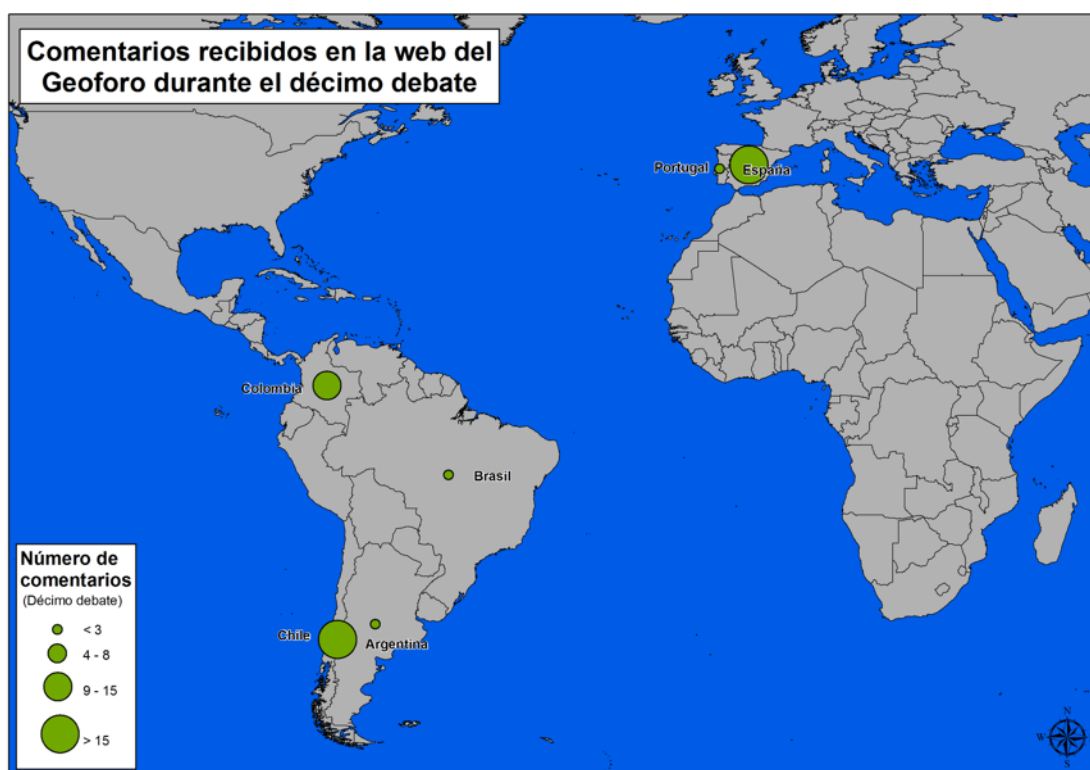 Comentarios recibidos en la web del
Geoforo durante el décimo debate
Portugal
España
Colombia
Brasil
Chile
Argentina
Número de
comentarios
(Décimo debate)
< 3
4 - 8
9 - 15
> 15
N
W
E
S